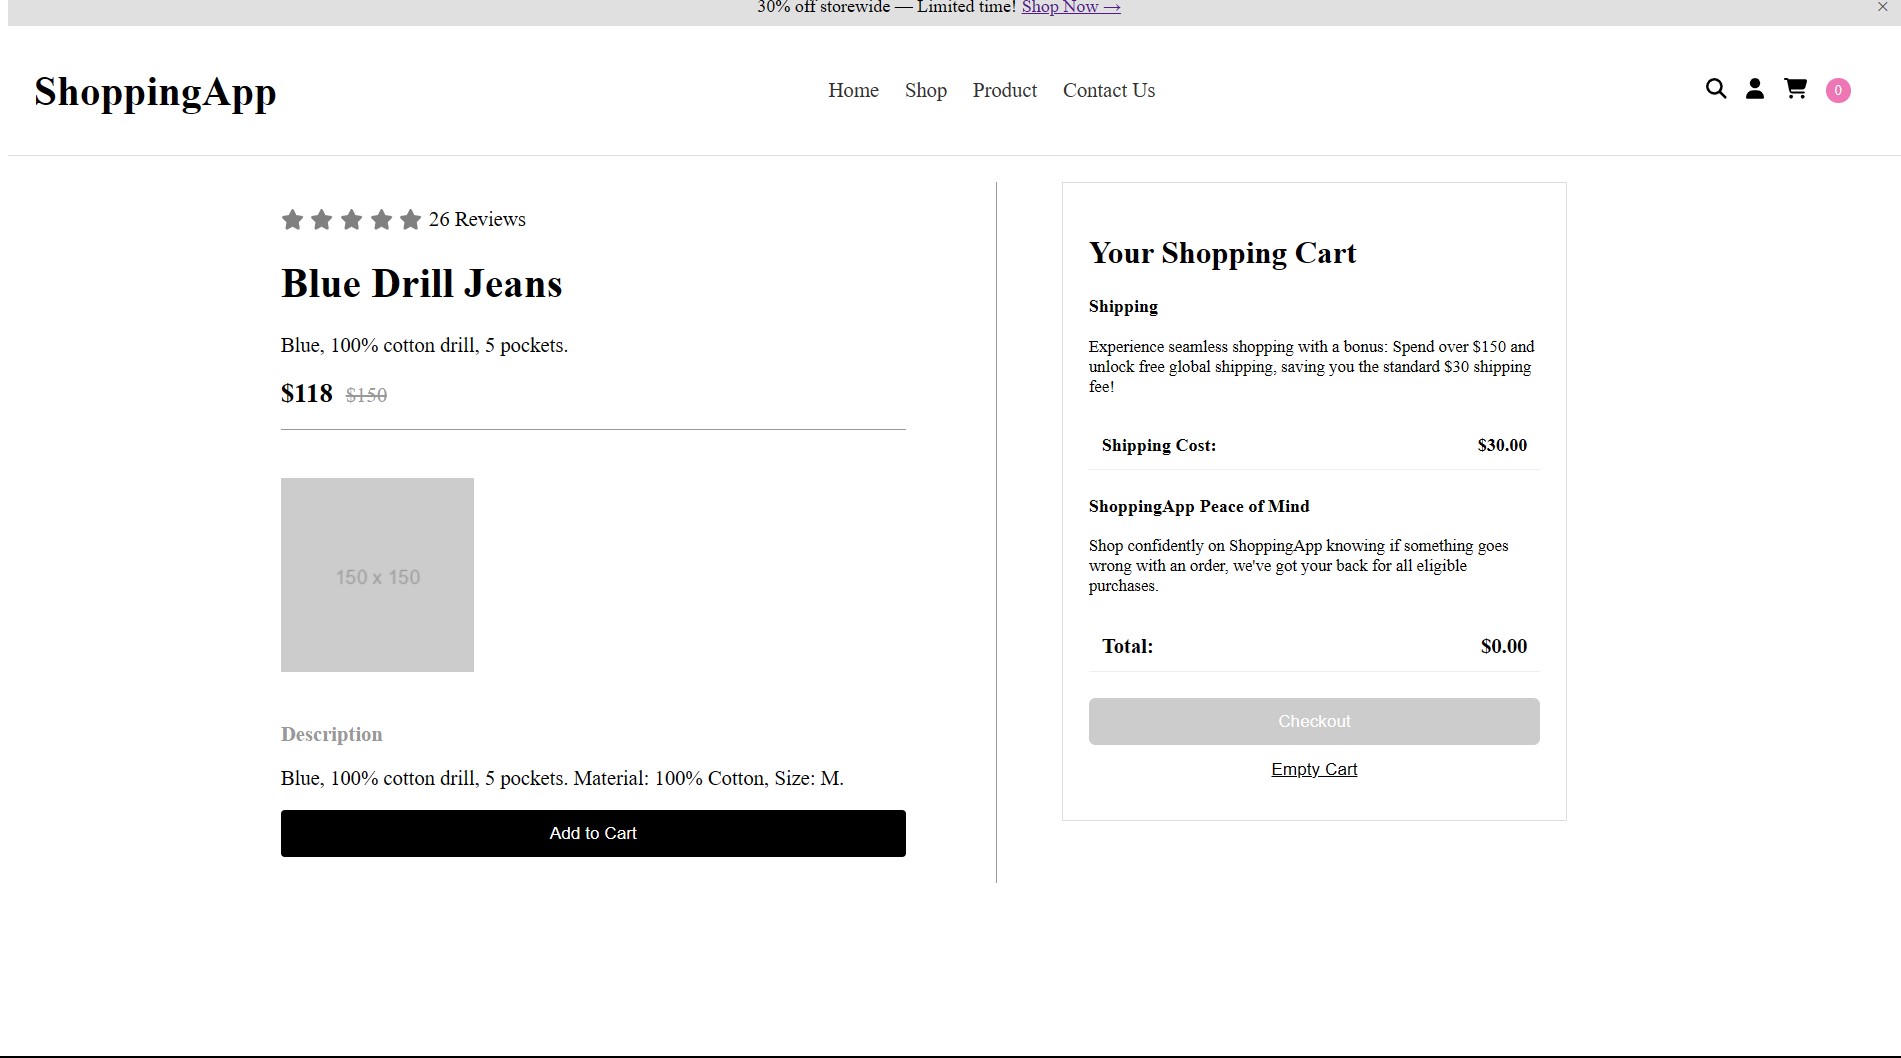 30% off storewide — Limited time! Shop Now →
×
ShoppingApp
Home Shop Product Contact Us
0
26 Reviews
Blue Drill Jeans
Blue, 100% cotton drill, 5 pockets.
$118 $150
150 x 150
Description
Blue, 100% cotton drill, 5 pockets. Material: 100% Cotton, Size: M.
Add to Cart
Your Shopping Cart
Shipping
Experience seamless shopping with a bonus: Spend over $150 and
unlock free global shipping, saving you the standard $30 shipping
fee!
Shipping Cost: $30.00
ShoppingApp Peace of Mind
Shop confidently on ShoppingApp knowing if something goes
wrong with an order, we've got your back for all eligible
purchases.
Total: $0.00
Checkout
Empty Cart